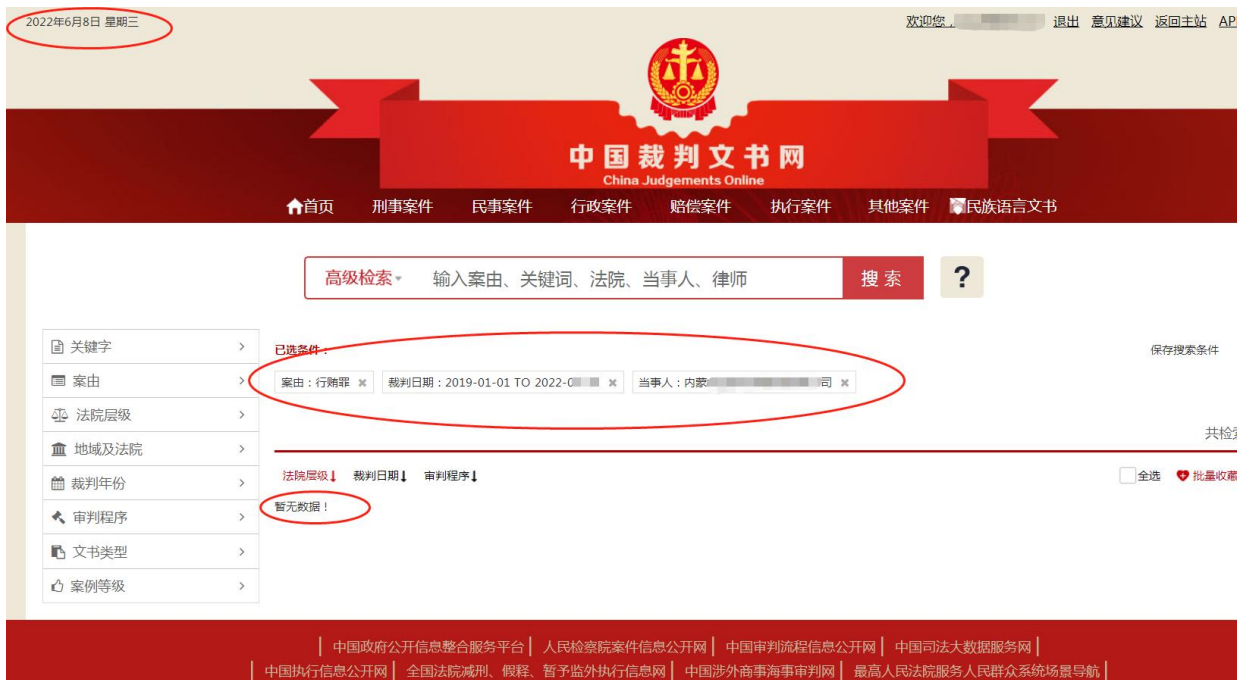 2022年6月8日 星期三
欢迎您， 退出 意见建议 返回主站
中国裁判文书网
China Judgements Online
首页 刑事案件 民事案件 行政案件 赔偿案件 执行案件 其他案件 民族语言文书
高级检索 输入案由、关键词、法院、当事人、律师 搜索 ?
关键字
案由
法院层级
地域及法院
裁判年份
审判程序
文书类型
案例等级
已选条件： 保存搜索条件
案由：行贿罪 × 裁判日期：2019-01-01 TO 2022-0 × 当事人：内蒙 司 ×
共检
法院层级 裁判日期 审判程序 全选 批量收藏
暂无数据！
中国政府公开信息整合服务平台 | 人民检察院案件信息公开网 | 中国审判流程信息公开网 | 中国司法大数据服务网 |
中国执行信息公开网 | 全国法院减刑、假释、暂予监外执行信息网 | 中国涉外商事海事审判网 | 最高人民法院服务人民群众系统场景导航 |